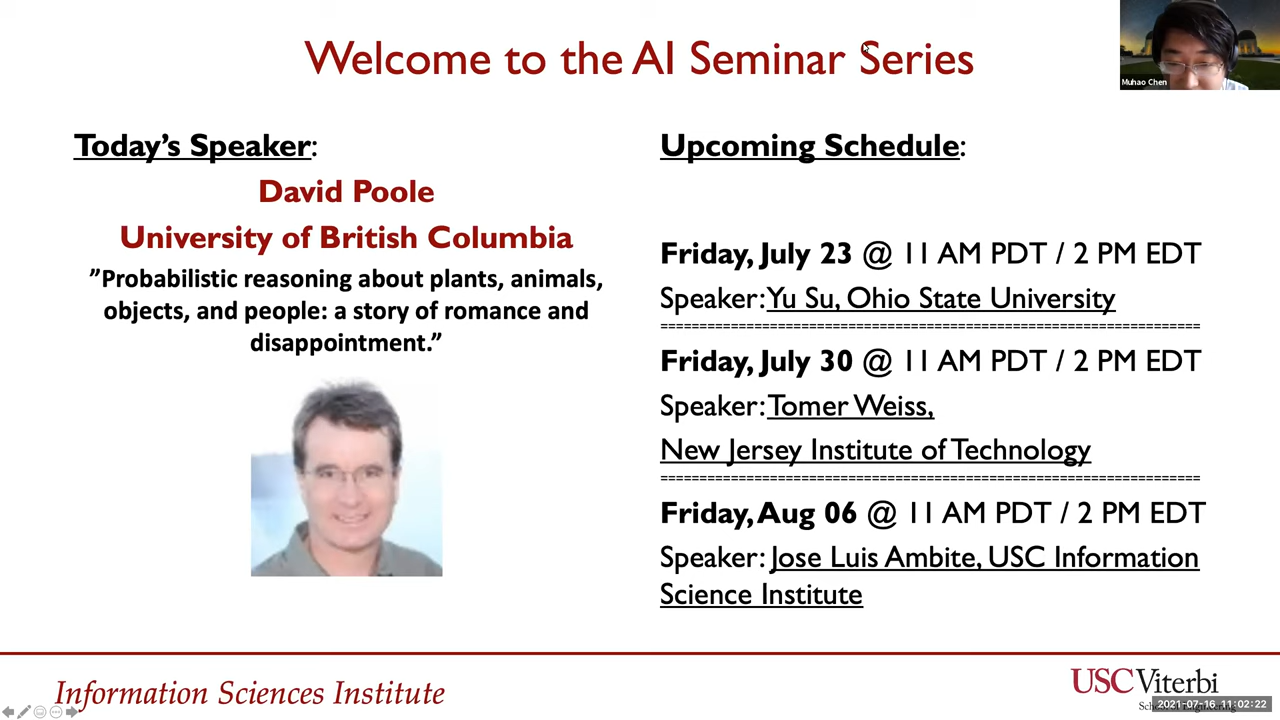 Welcome to the AI Seminar Series
Muhao Chen
Today's Speaker:
David Poole
University of British Columbia
"Probabilistic reasoning about plants, animals,
objects, and people: a story of romance and
disappointment."
Upcoming Schedule:
Friday, July 23 @ 11 AM PDT / 2 PM EDT
Speaker: Yu Su, Ohio State University
======================================================================
Friday, July 30 @ 11 AM PDT / 2 PM EDT
Speaker: Tomer Weiss,
New Jersey Institute of Technology
======================================================================
Friday, Aug 06 @ 11 AM PDT / 2 PM EDT
Speaker: Jose Luis Ambite, USC Information
Science Institute
Information Sciences Institute
USC Viterbi
2021-07-16 11:02:22